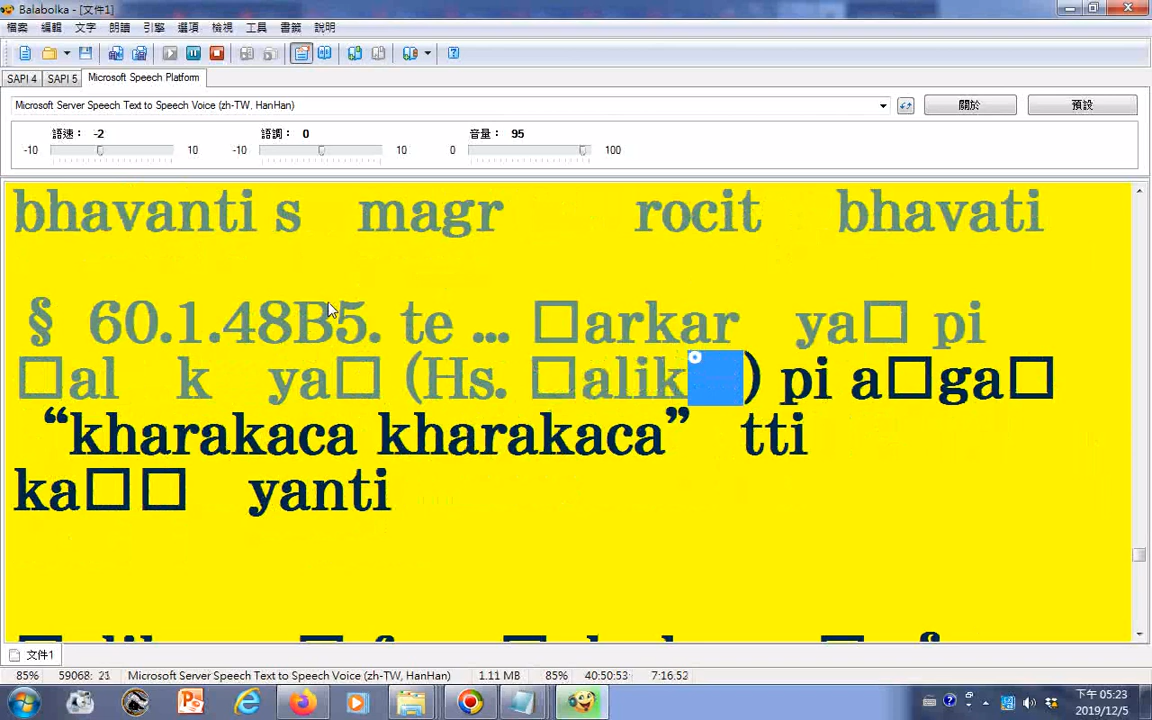 Balabolka - [文件1]
檔案 編輯 文字 朗讀 引擎 選項 檢視 工具 書籤 說明
SAPI 4 SAPI 5 Microsoft Speech Platform
Microsoft Server Speech Text to Speech Voice (zh-TW, HanHan) 關於 預設
語速： -2 語調： 0 音量： 95
-10 10 -10 10 0 100
bhavanti s magr rocit bhavati
§ 60.1.48B5. te ... □arkar ya□ pi
□al k ya□ (Hs. □alik ) pi a□ga□
“kharakaca kharakaca” tti
ka□□ yanti
文件1
85% 59068: 21 Microsoft Server Speech Text to Speech Voice (zh-TW, HanHan) 1.11 MB 85% 40:50:53 7:16.52
下午 05:23
2019/12/5